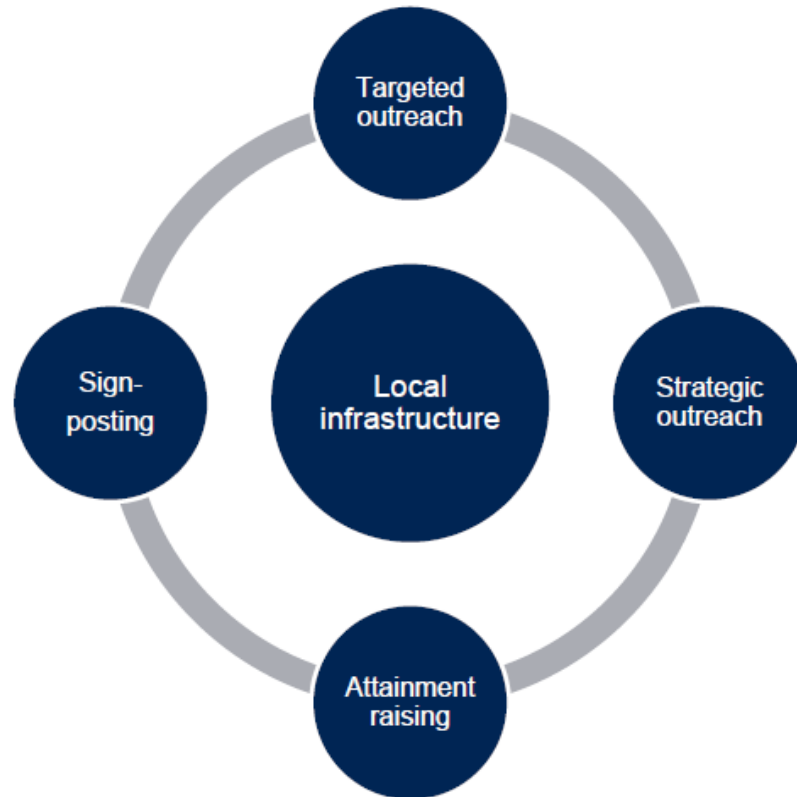 Targeted
outreach
Sign-
posting
Local
infrastructure
Strategic
outreach
Attainment
raising